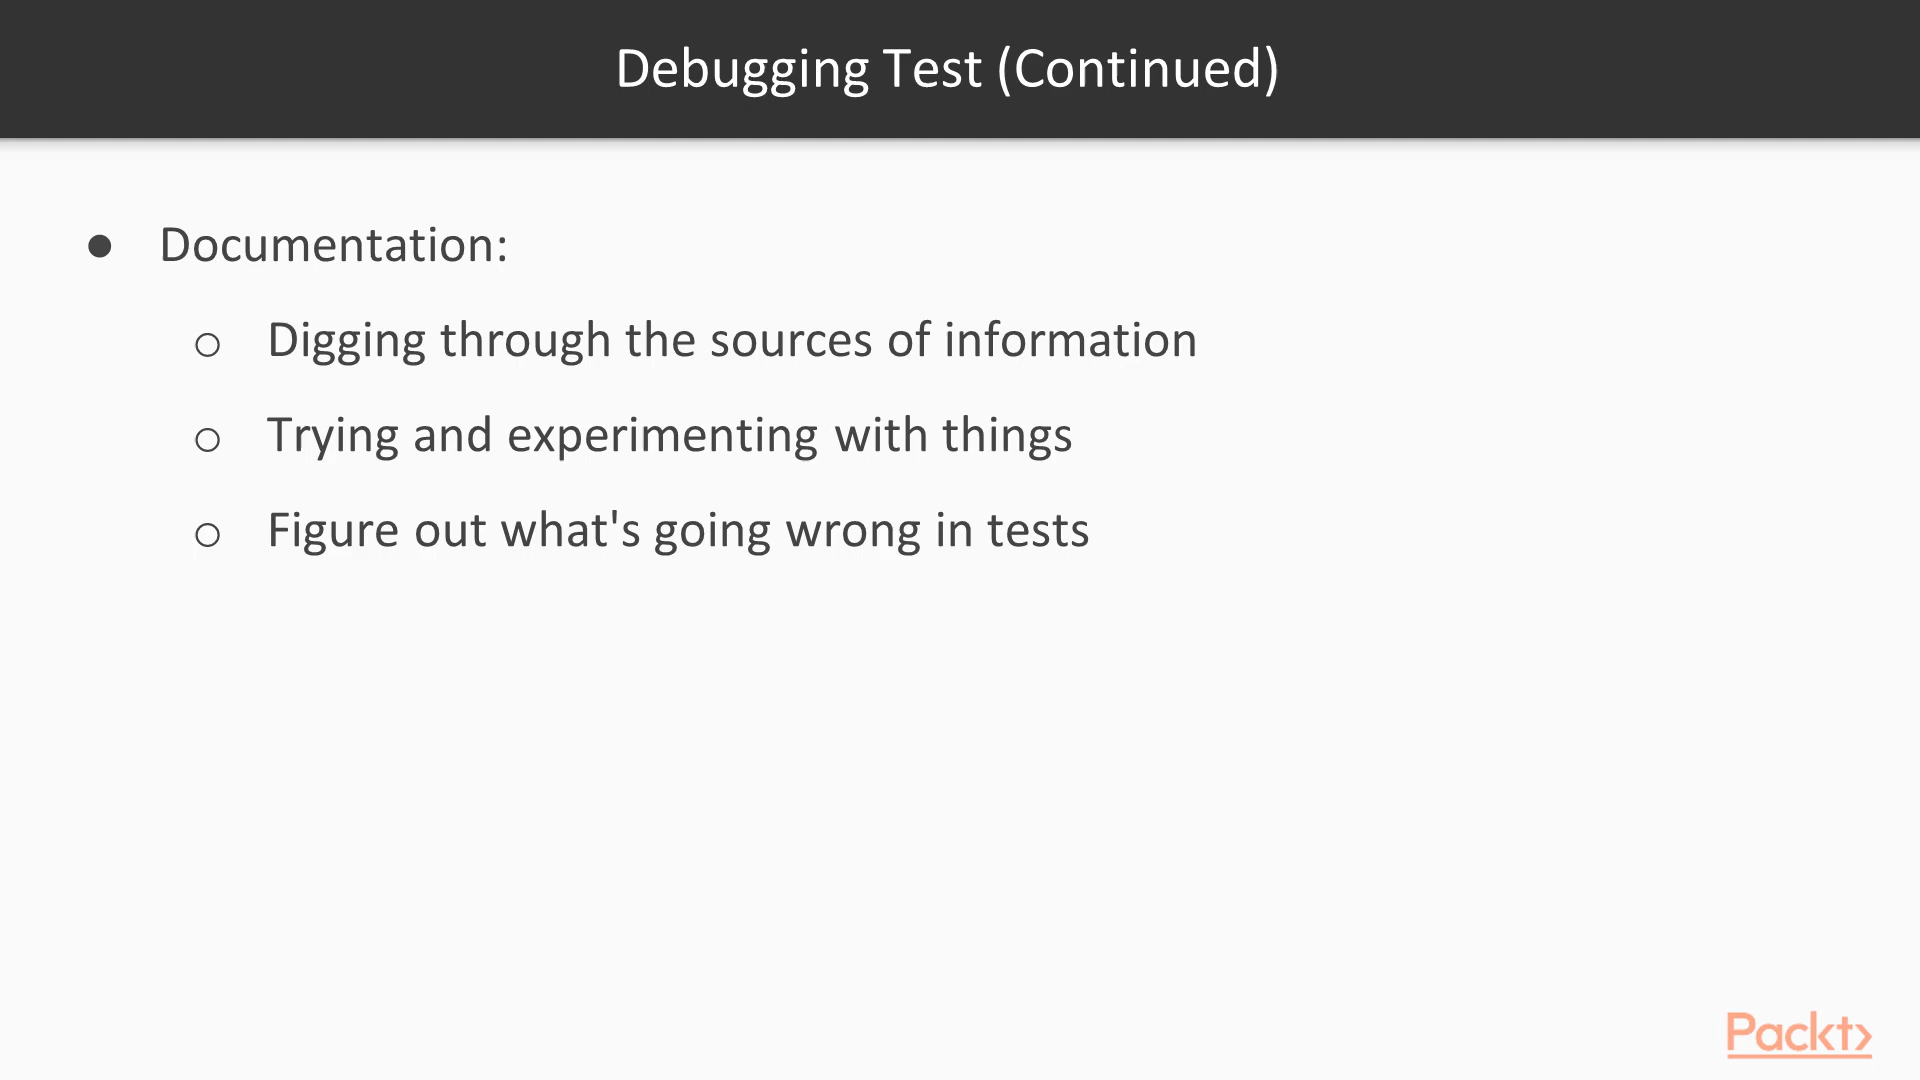 Debugging Test (Continued)
● Documentation:
○ Digging through the sources of information
○ Trying and experimenting with things
○ Figure out what's going wrong in tests
Packt>